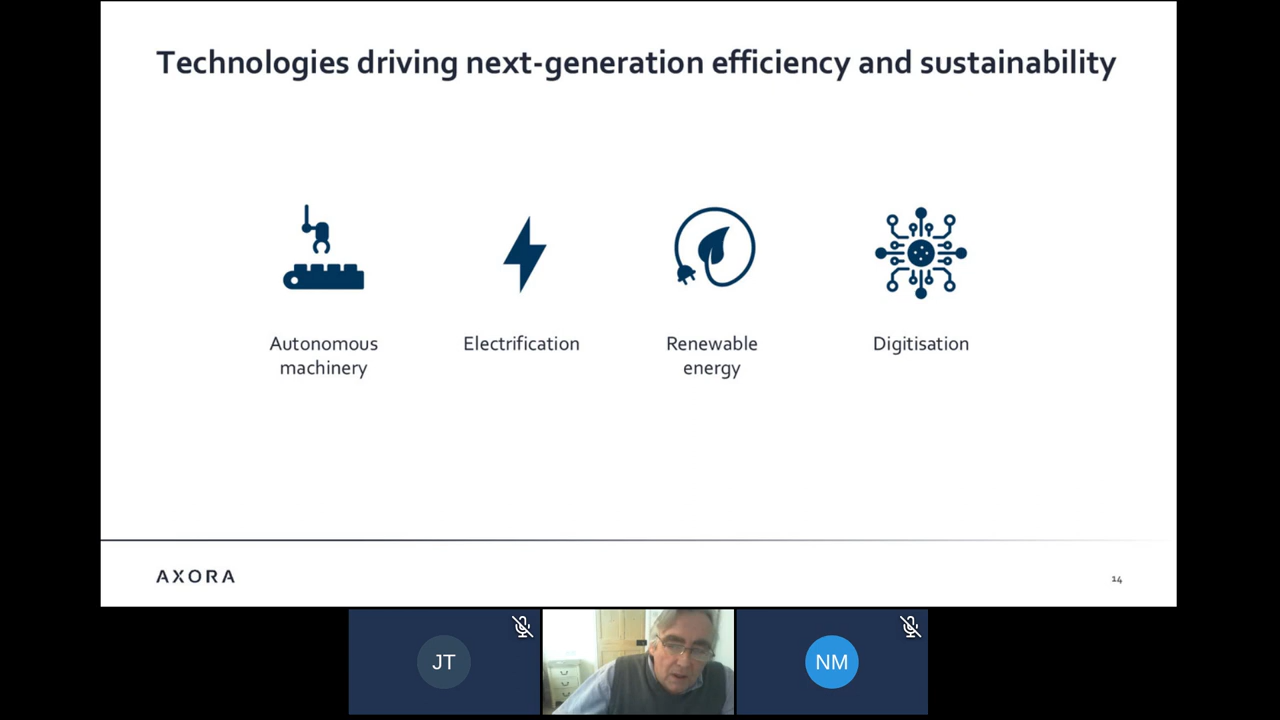 Technologies driving next-generation efficiency and sustainability
Autonomous
machinery
Electrification
Renewable
energy
Digitisation
AXORA
14
JT
NM